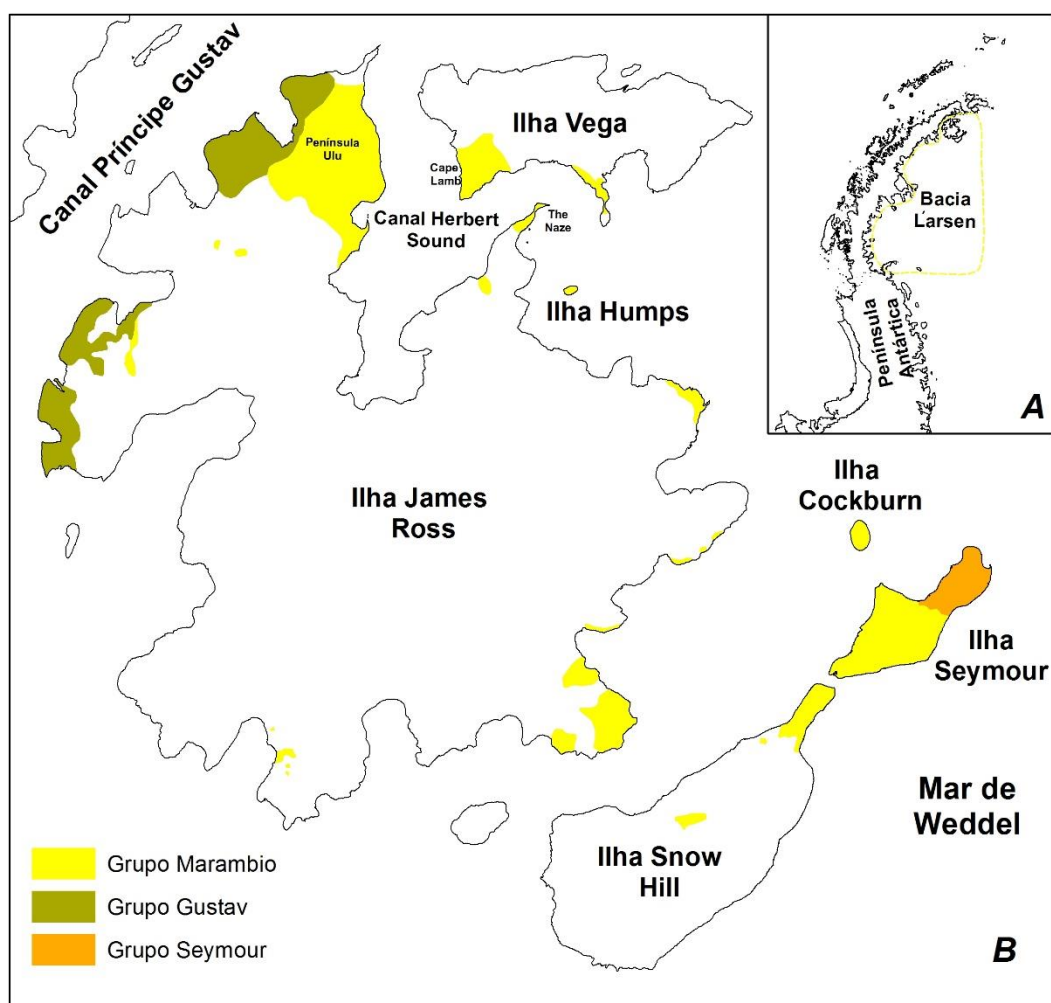 Canal Príncipe Gustav
Península
Ulu
Ilha Vega
Cape
Lamb
Canal Herbert
Sound
The
Naze
Ilha Humps
Bacia
Larsen
Península
Antártica
A
Ilha James
Ross
Ilha
Cockburn
Ilha
Seymour
Mar de
Weddel
Ilha Snow
Hill
Grupo Marambio
Grupo Gustav
Grupo Seymour
B